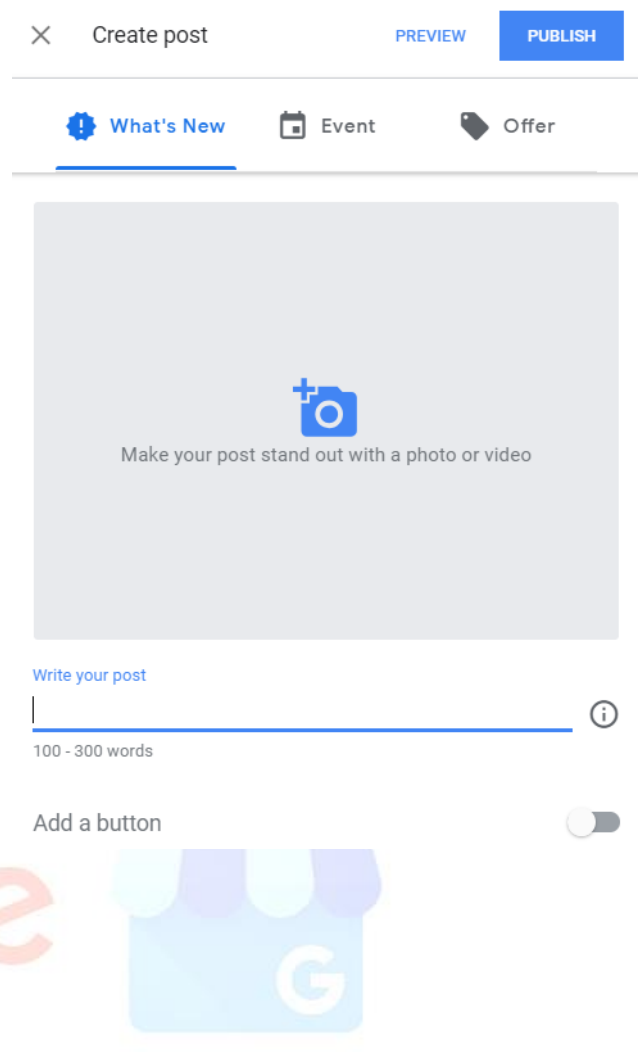 Create post PREVIEW PUBLISH
What's New Event Offer
Make your post stand out with a photo or video
Write your post
100 - 300 words
Add a button
e G